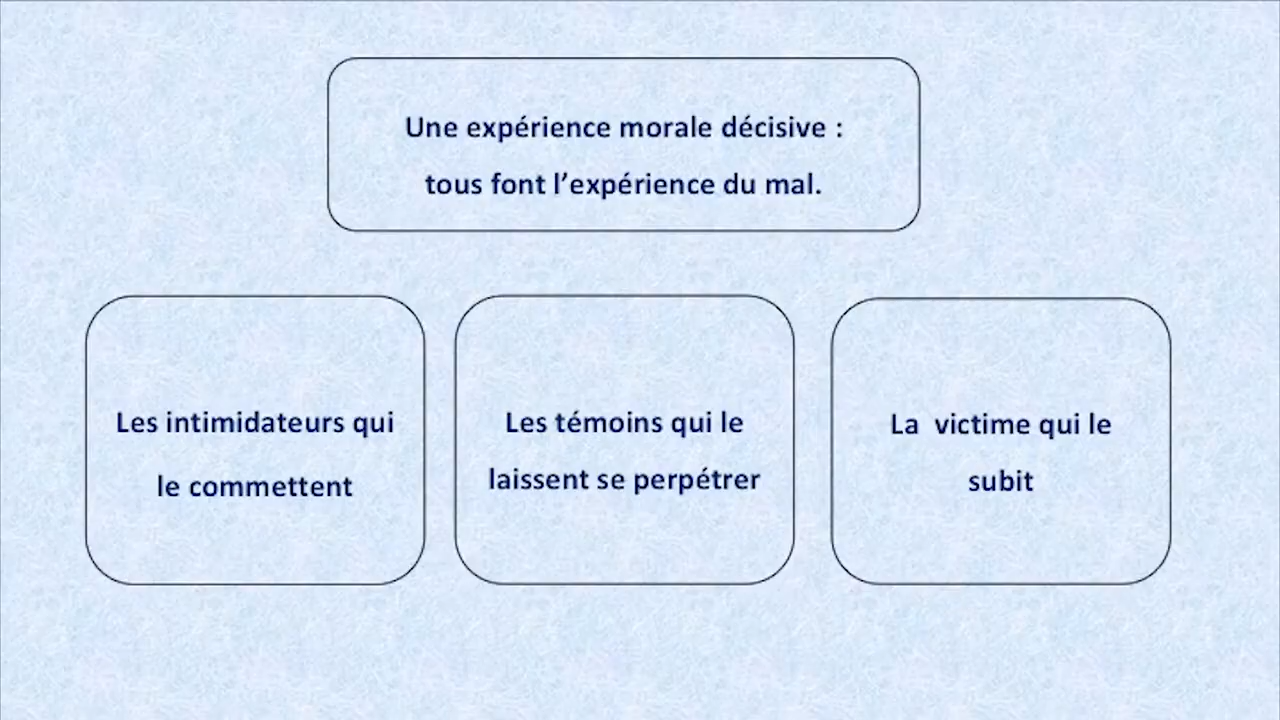 Une expérience morale décisive :
tous font l’expérience du mal.
Les intimidateurs qui
le commettent
Les témoins qui le
laissent se perpétrer
La  victime qui le
subit